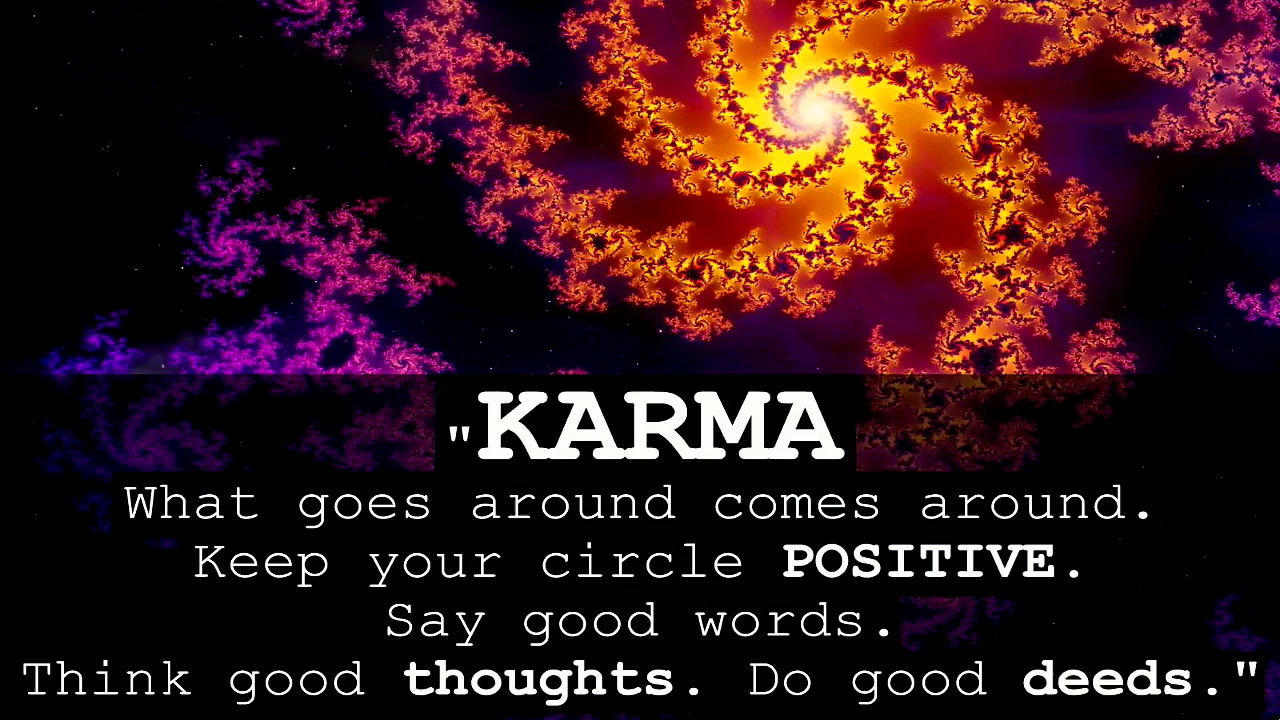 "KARMA
What goes around comes around.
Keep your circle POSITIVE.
Say good words.
Think good thoughts. Do good deeds."